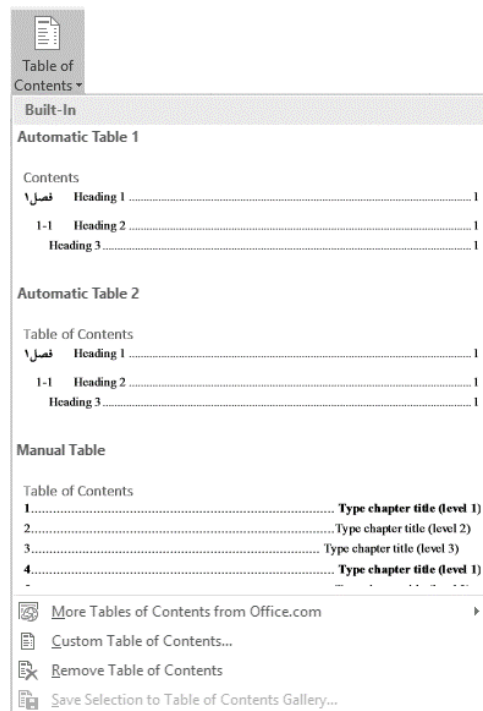 Table of
Contents
Built-In
Automatic Table 1
Contents
فصل۱ Heading 1 ........................ 1
1-1 Heading 2 ........................ 1
Heading 3 ........................ 1
Automatic Table 2
Table of Contents
فصل۱ Heading 1 ........................ 1
1-1 Heading 2 ........................ 1
Heading 3 ........................ 1
Manual Table
Table of Contents
1........................ Type chapter title (level 1)
2........................Type chapter title (level 2)
3........................ Type chapter title (level 3)
4........................ Type chapter title (level 1)
More Tables of Contents from Office.com
Custom Table of Contents...
Remove Table of Contents
Save Selection to Table of Contents Gallery...